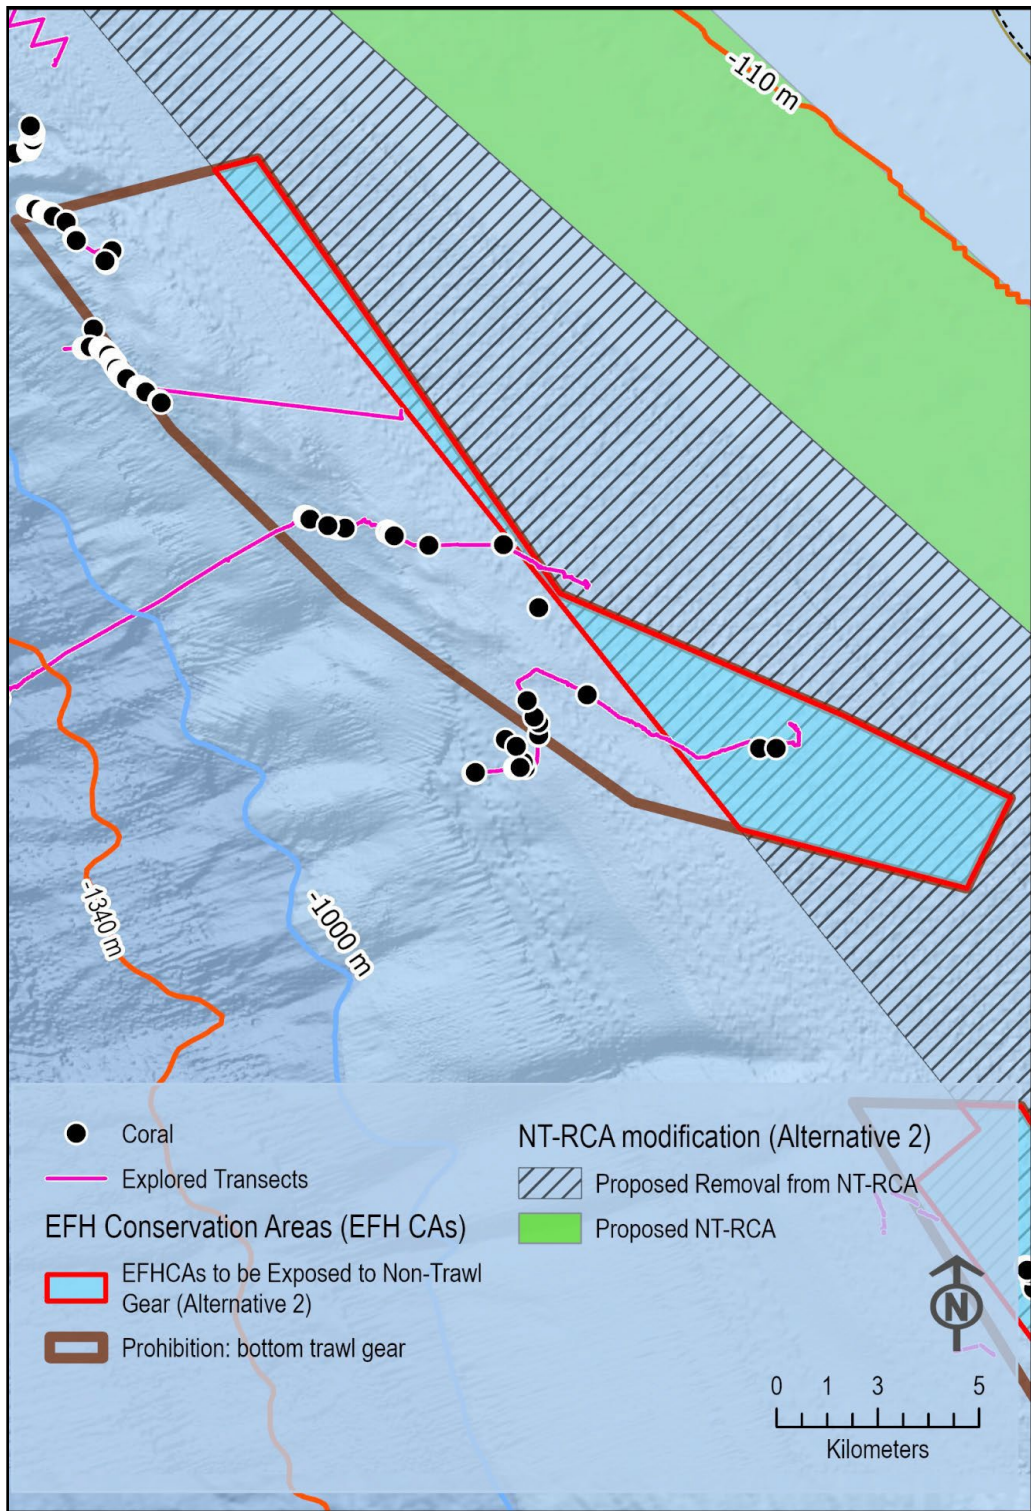 -110 m
-1340 m
-1000 m
Coral
Explored Transects
EFH Conservation Areas (EFH CAs)
EFHCAs to be Exposed to Non-Trawl
Gear (Alternative 2)
Prohibition: bottom trawl gear
NT-RCA modification (Alternative 2)
Proposed Removal from NT-RCA
Proposed NT-RCA
N
0 1 3 5
Kilometers